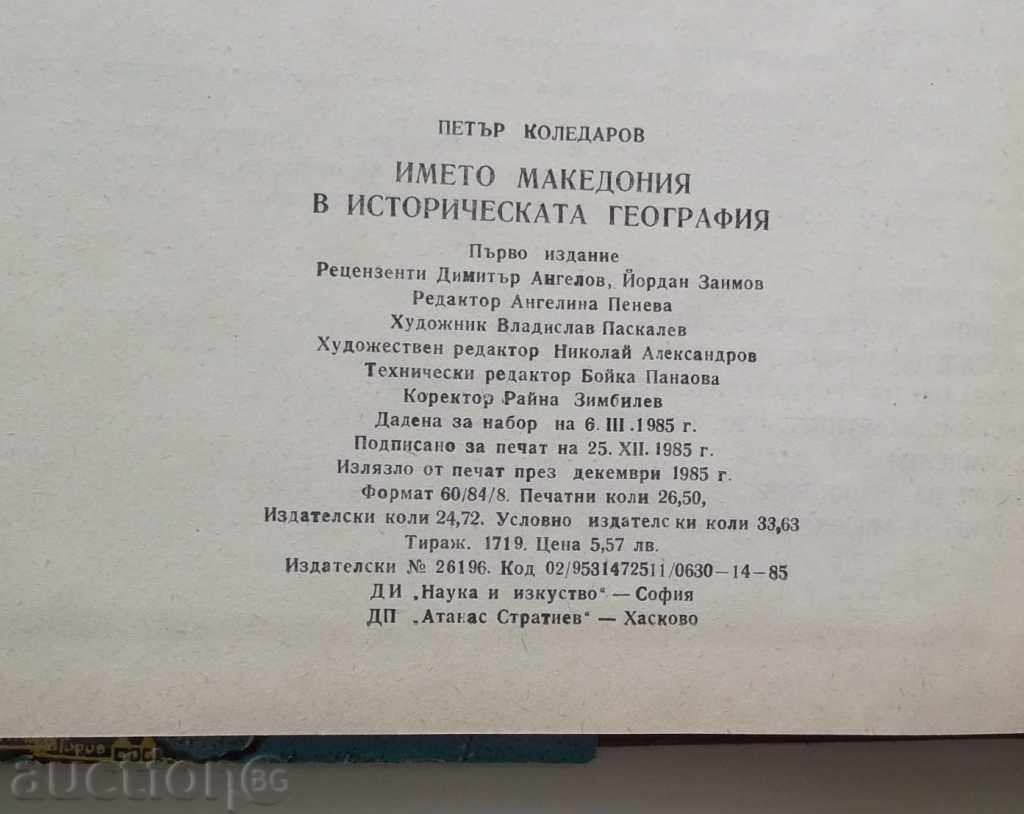 ПЕТЪР КОЛЕДАРОВ
ИМЕТО МАКЕДОНИЯ
В ИСТОРИЧЕСКАТА ГЕОГРАФИЯ
Първо издание
Рецензенти Димитър Ангелов, Йордан Заимов
Редактор Ангелина Пенева
Художник Владислав Паскалев
Художествен редактор Николай Александров
Технически редактор Бойка Панаова
Коректор Райна Зимбилев
Дадена за набор на 6. III .1985 г.
Подписано за печат на 25. XII. 1985 г.
Излязло от печат през декември 1985 г.
Формат 60/84/8. Печатни коли 26,50,
Издателски коли 24,72. Условно издателс ки коли 33,63
Тираж. 1719. Цена 5,57 лв.
Издателски № 26196. Код 02/9531472511/0630—14—85
ДИ „Наука и изкуство“ — София
ДП „Атанас Стратиев“ — Хасково
auctionBG